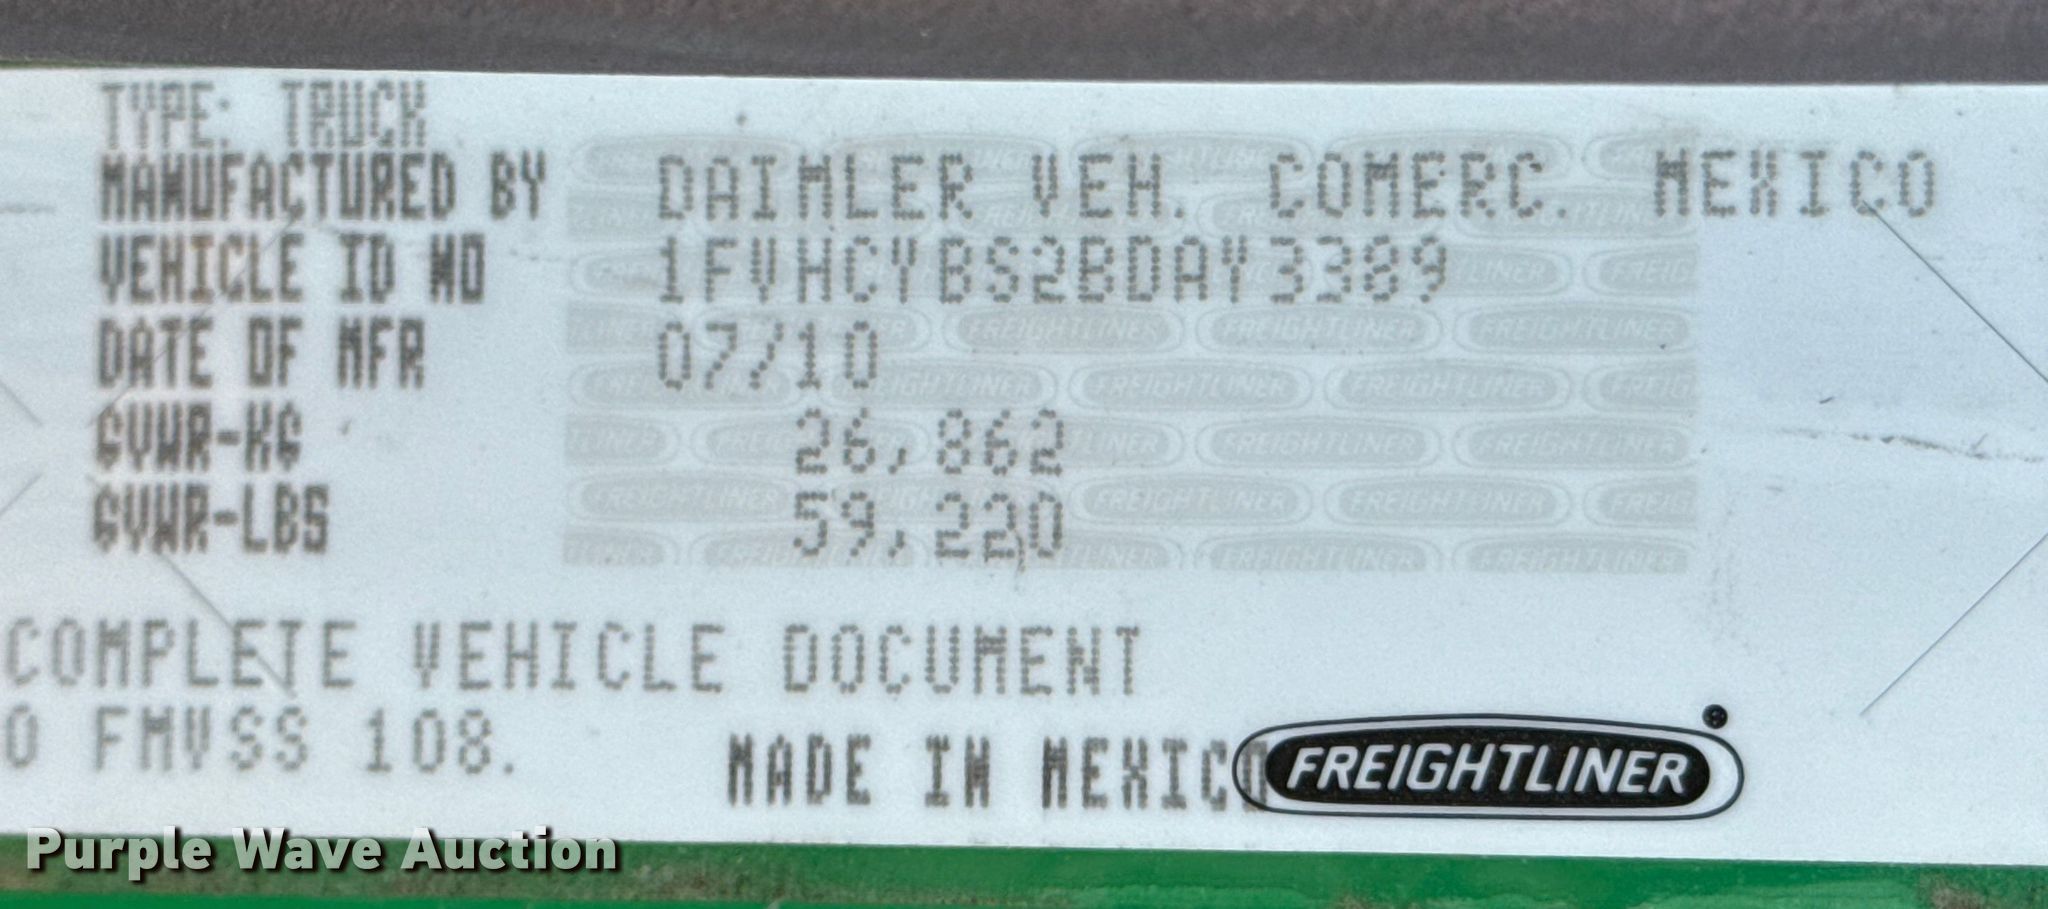 TYPE: TRUCK
MANUFACTURED BY DAIMLER VEH. COMERC. MEXICO
VEHICLE ID NO 1FVHCYBS2BDAY3389
DATE OF MFR 07/10
GVWR-KG 26,862
GVWR-LBS 59,220
COMPLETE VEHICLE DOCUMENT
O FMVSS 108.
MADE IN MEXICO FREIGHTLINER
Purple Wave Auction